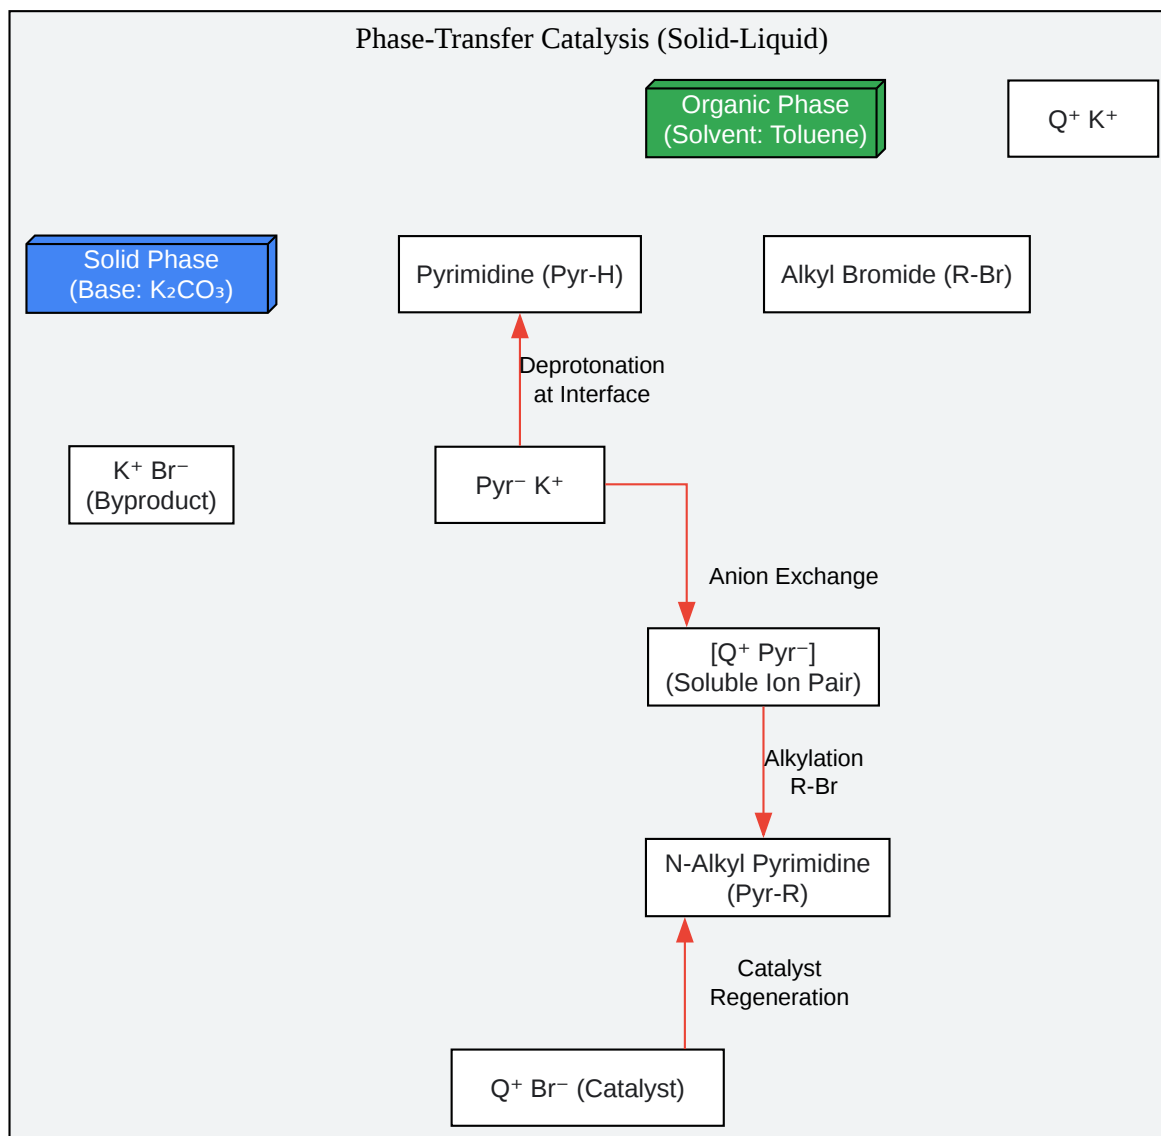 Phase-Transfer Catalysis (Solid-Liquid)
Organic Phase
(Solvent: Toluene)
Q⁺ K⁺
Solid Phase
(Base: K₂CO₃)
Pyrimidine (Pyr-H)
Alkyl Bromide (R-Br)
Deprotonation
at Interface
K⁺ Br⁻
(Byproduct)
Pyr⁻ K⁺
Anion Exchange
[Q⁺ Pyr⁻]
(Soluble Ion Pair)
Alkylation
R-Br
N-Alkyl Pyrimidine
(Pyr-R)
Catalyst
Regeneration
Q⁺ Br⁻ (Catalyst)